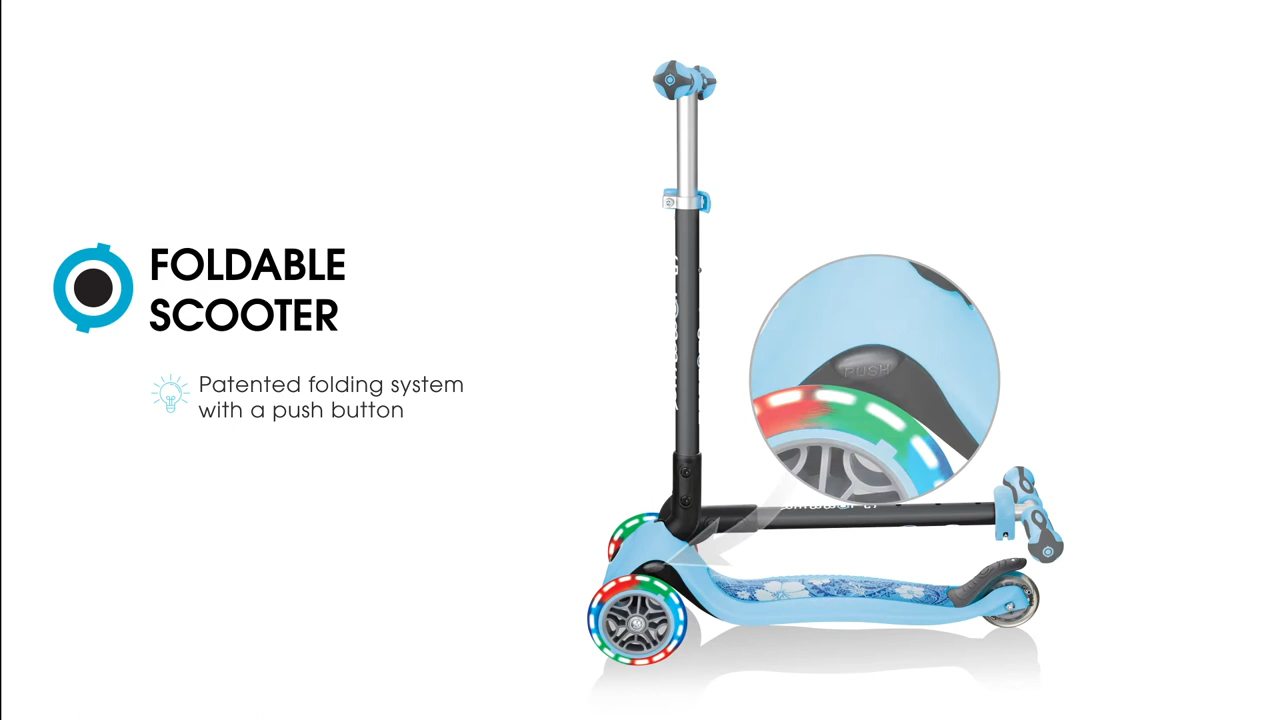 FOLDABLE
SCOOTER
Patented folding system
with a push button
PUSH